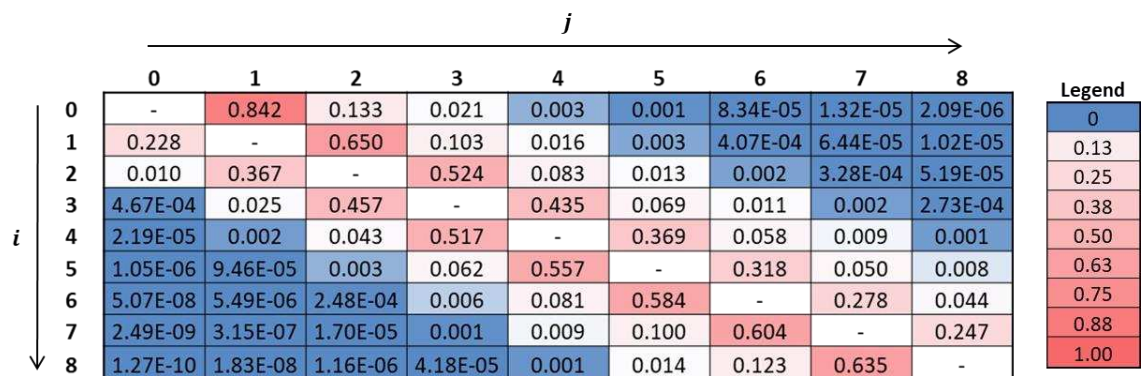 j
0 1 2 3 4 5 6 7 8
Legend
0 - 0.842 0.133 0.021 0.003 0.001 8.34E-05 1.32E-05 2.09E-06
0
1 0.228 - 0.650 0.103 0.016 0.003 4.07E-04 6.44E-05 1.02E-05
0.13
2 0.010 0.367 - 0.524 0.083 0.013 0.002 3.28E-04 5.19E-05
0.25
3 4.67E-04 0.025 0.457 - 0.435 0.069 0.011 0.002 2.73E-04
0.38
i
4 2.19E-05 0.002 0.043 0.517 - 0.369 0.058 0.009 0.001
0.50
5 1.05E-06 9.46E-05 0.003 0.062 0.557 - 0.318 0.050 0.008
0.63
6 5.07E-08 5.49E-06 2.48E-04 0.006 0.081 0.584 - 0.278 0.044
0.75
7 2.49E-09 3.15E-07 1.70E-05 0.001 0.009 0.100 0.604 - 0.247
0.88
8 1.27E-10 1.83E-08 1.16E-06 4.18E-05 0.001 0.014 0.123 0.635 -
1.00